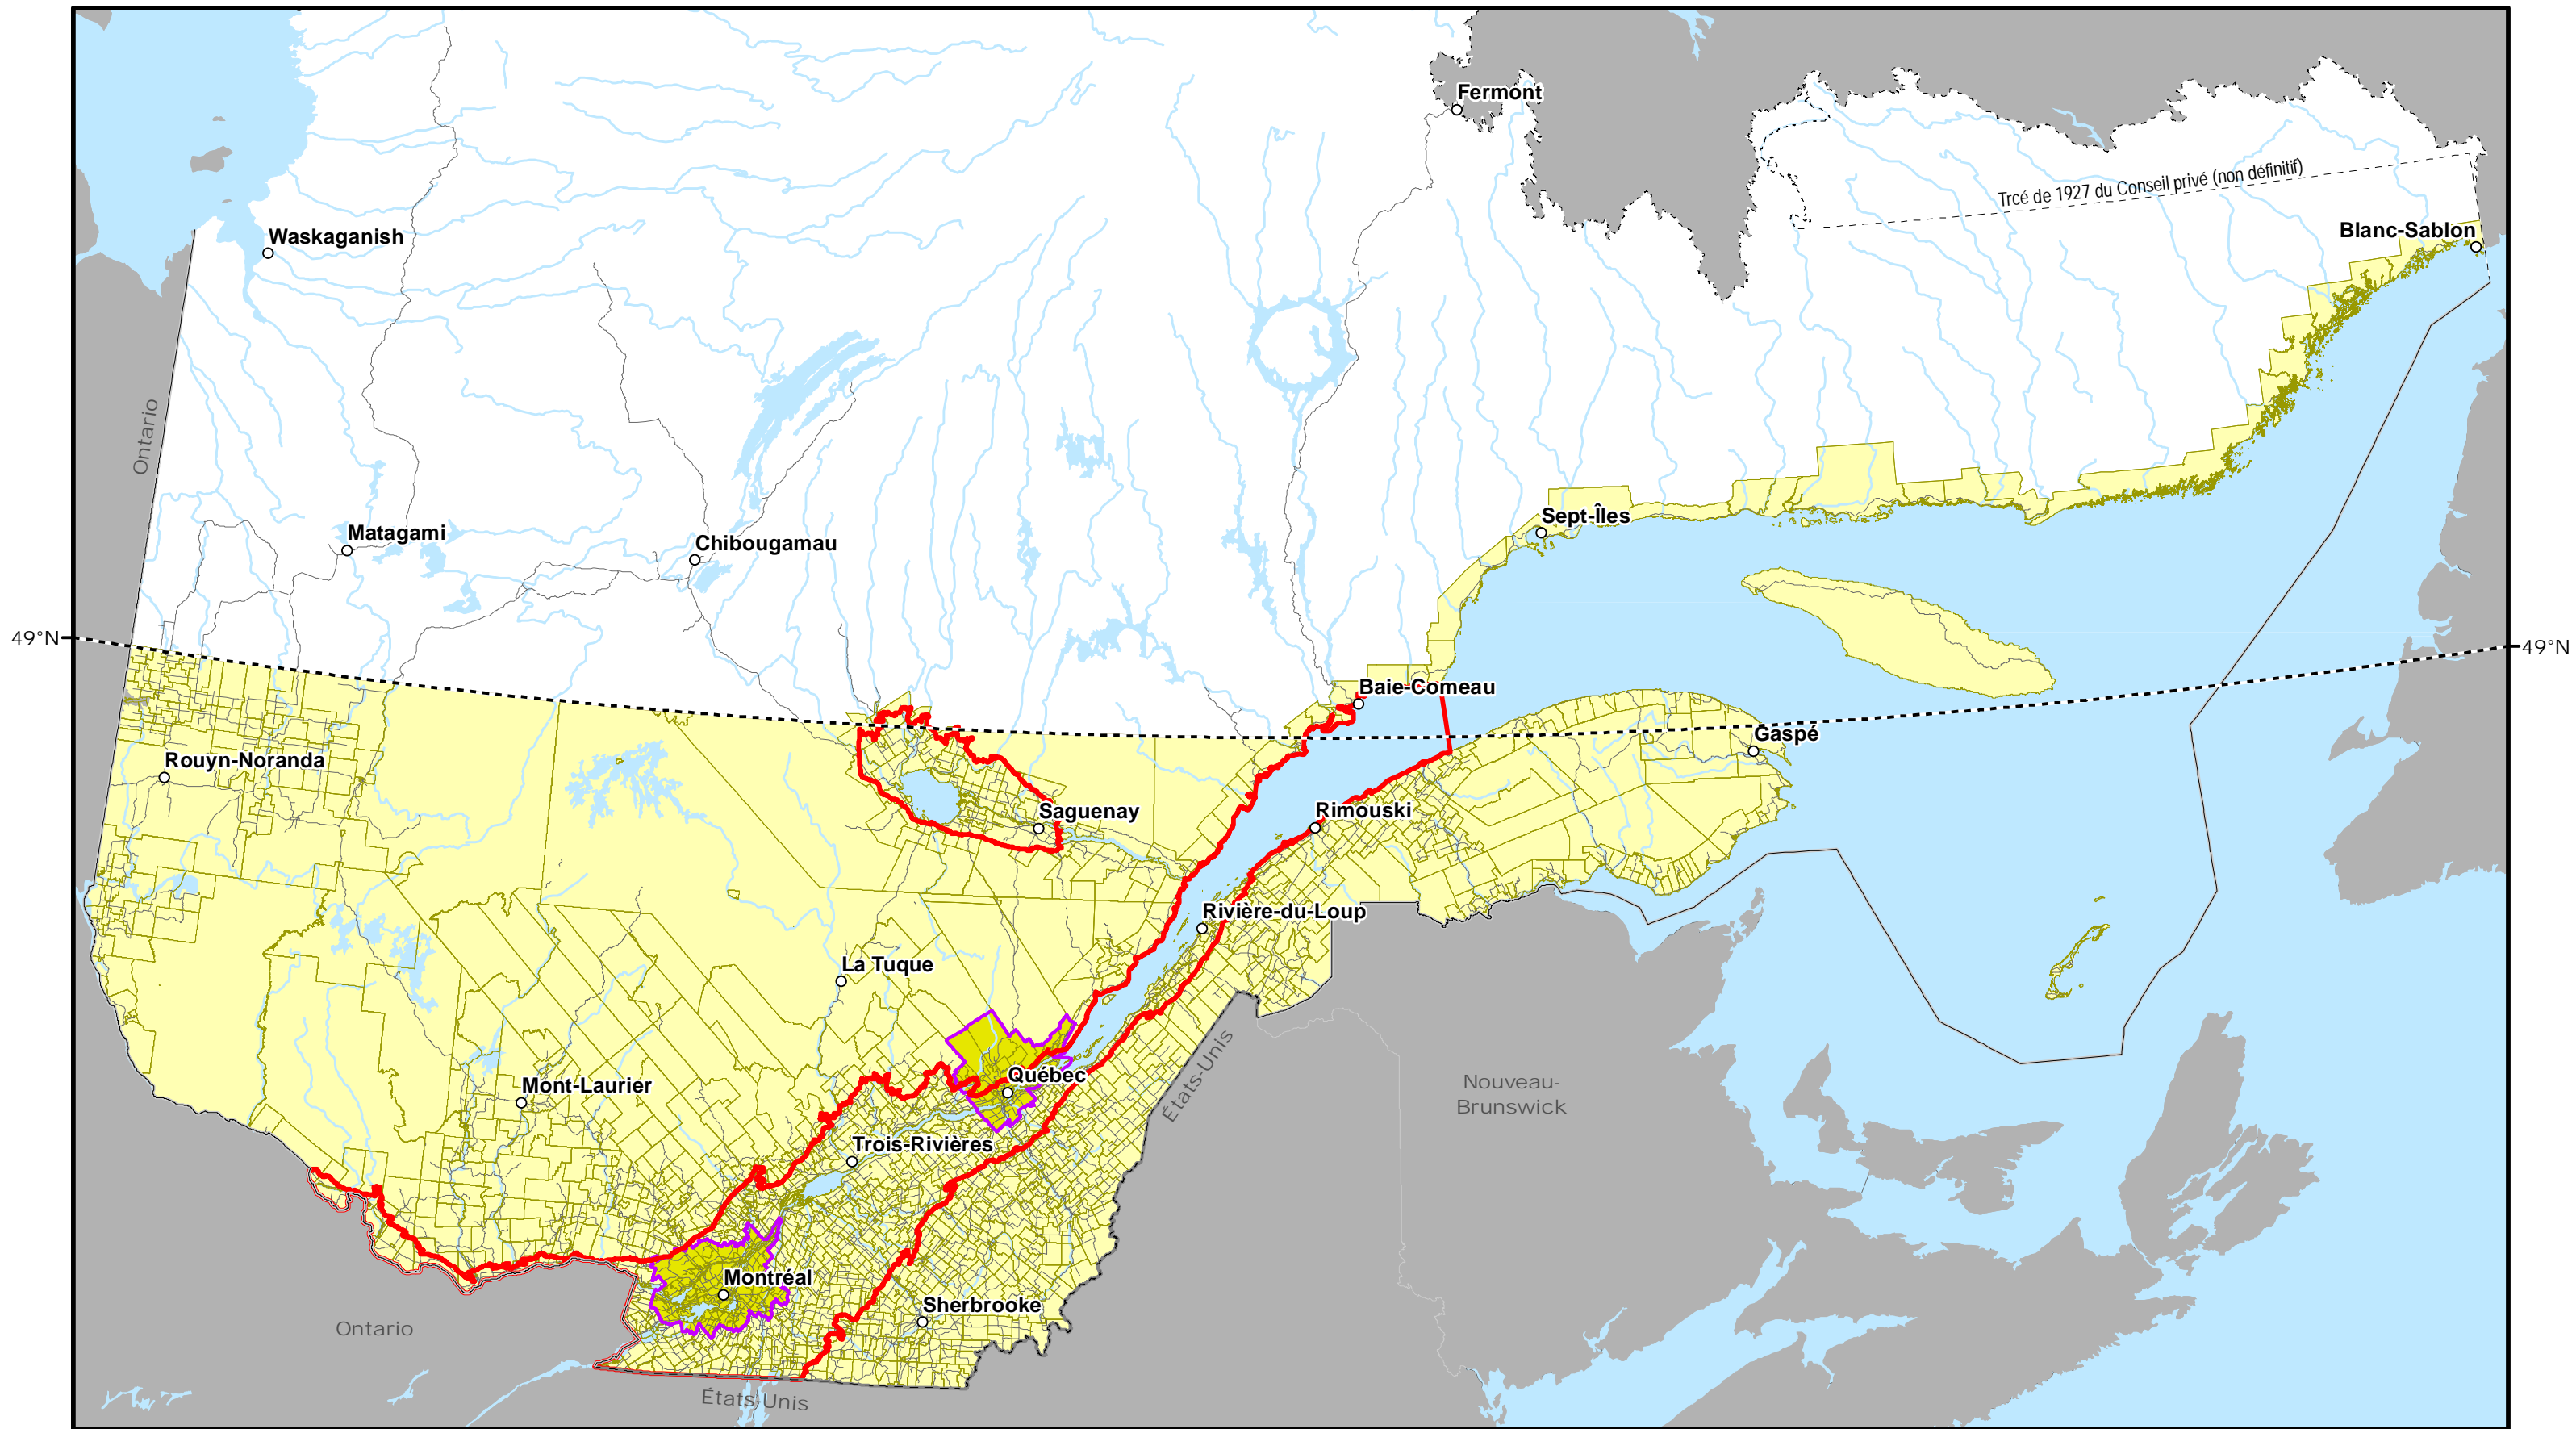 Fermont
Trcé de 1927 du Conseil privé (non définitif)
Waskaganish
Blanc-Sablon
Ontario
Sept-Îles
Matagami
Chibougamau
49°N
49°N
Baie-Comeau
Gaspé
Rouyn-Noranda
Saguenay
Rimouski
Rivière-du-Loup
La Tuque
Québec
États-Unis
Mont-Laurier
Nouveau-
Brunswick
Trois-Rivières
Montréal
Sherbrooke
Ontario
États-Unis